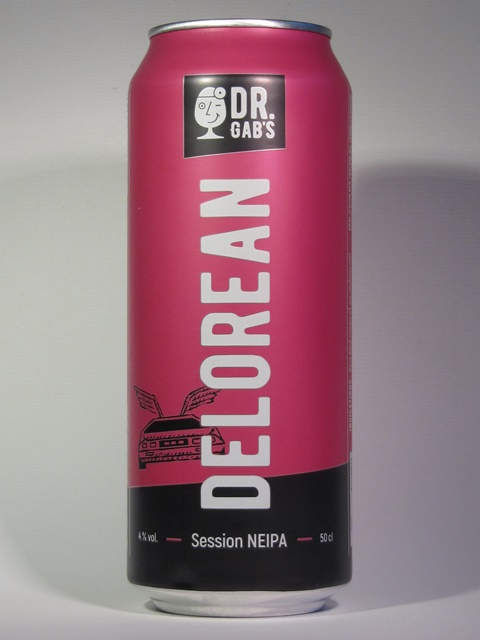 DR.
GAB'S
DELOREAN
4 % vol. — Session NEIPA — 50 cl